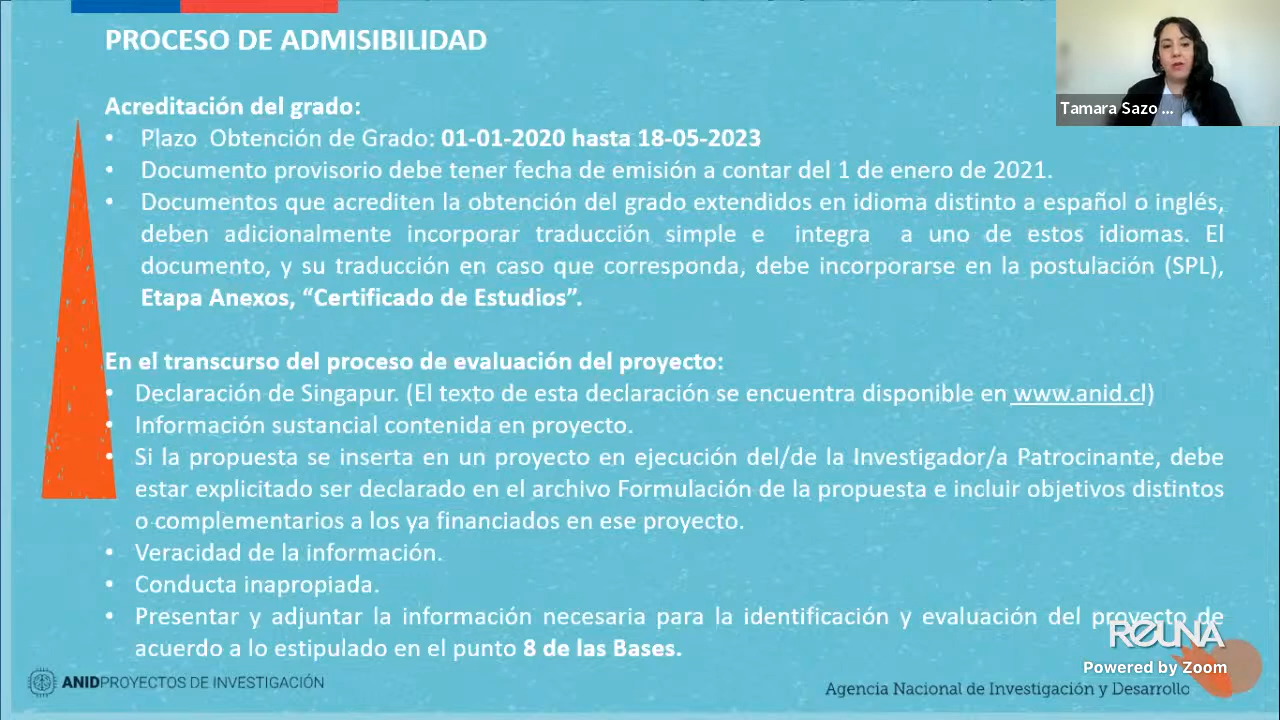 PROCESO DE ADMISIBILIDAD
Tamara Sazo ...
Acreditación del grado:
• Plazo Obtención de Grado: 01-01-2020 hasta 18-05-2023
• Documento provisorio debe tener fecha de emisión a contar del 1 de enero de 2021.
• Documentos que acrediten la obtención del grado extendidos en idioma distinto a español o inglés,
deben adicionalmente incorporar traducción simple e integra a uno de estos idiomas. El
documento, y su traducción en caso que corresponda, debe incorporarse en la postulación (SPL),
Etapa Anexos, “Certificado de Estudios”.
En el transcurso del proceso de evaluación del proyecto:
• Declaración de Singapur. (El texto de esta declaración se encuentra disponible en www.anid.cl)
• Información sustancial contenida en proyecto.
• Si la propuesta se inserta en un proyecto en ejecución del/de la Investigador/a Patrocinante, debe
estar explicitado ser declarado en el archivo Formulación de la propuesta e incluir objetivos distintos
o complementarios a los ya financiados en ese proyecto.
• Veracidad de la información.
• Conducta inapropiada.
• Presentar y adjuntar la información necesaria para la identificación y evaluación del proyecto de
acuerdo a lo estipulado en el punto 8 de las Bases.
REUNA
Powered by Zoom
ANIDPROYECTOS DE INVESTIGACIÓN
Agencia Nacional de Investigación y Desarrollo